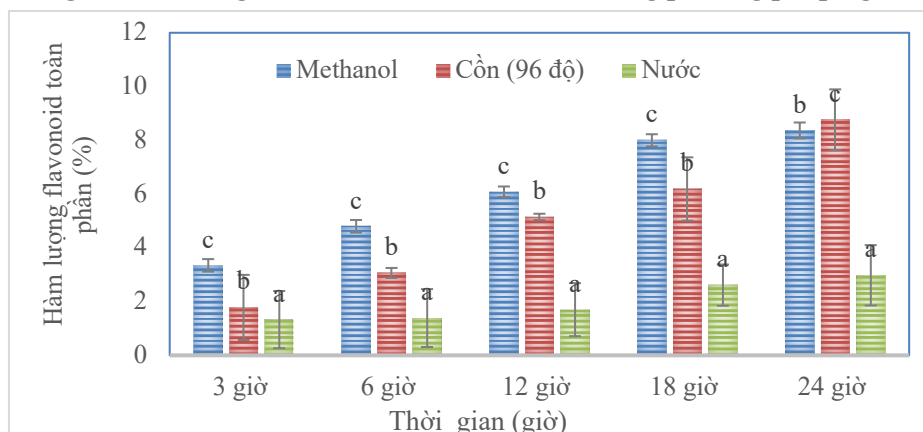 12
Methanol Cồn (96 độ) Nước
10
c b c
8
c b
6
c b
4
c b a
2
b a a a a
0
3 giờ 6 giờ 12 giờ 18 giờ 24 giờ
Thời gian (giờ)
Hàm lượng flavonoid toàn
phần (%)